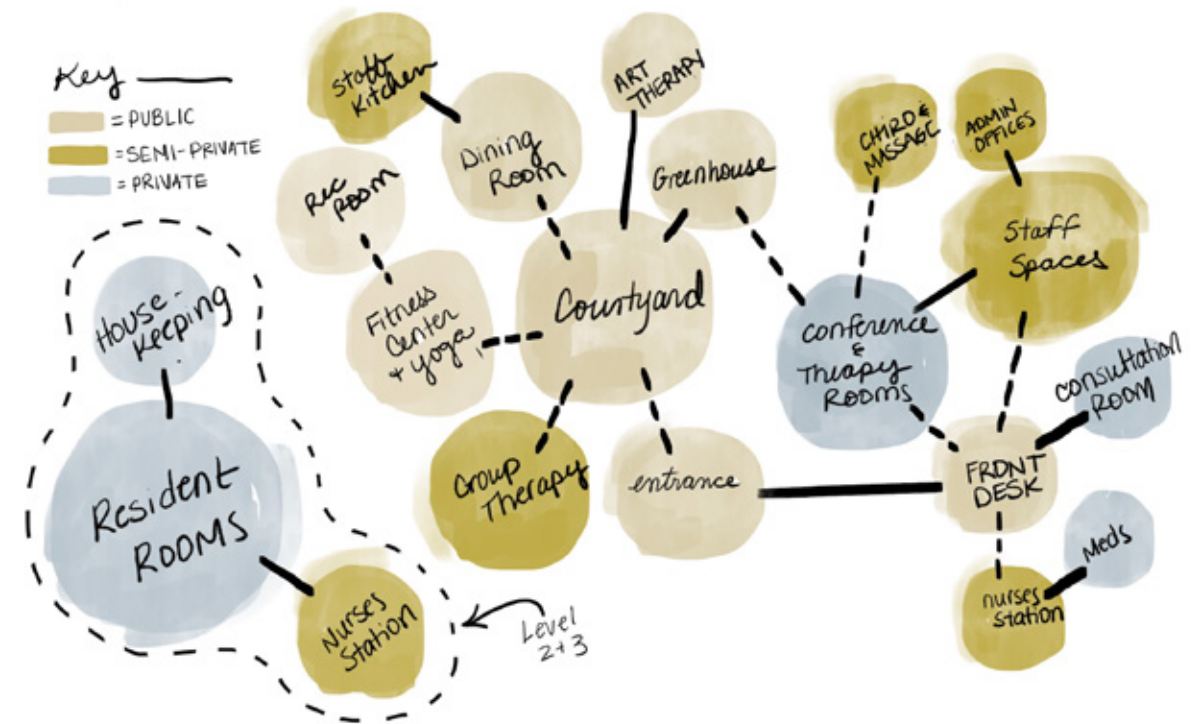 Key
= PUBLIC
= SEMI-PRIVATE
= PRIVATE
Staff
Kitchen
Dining
Room
ART
THERAPY
Greenhouse
CHIRO &
MASSAGE
ADMIN
OFFICES
Rec
ROOM
Staff
Spaces
Courtyard
Fitness
Center
+ yoga
HOUSE-
Keeping
conference
&
Thearpy
ROOMS
Consultation
ROOM
Resident
ROOMS
Group
Therapy
entrance
FRONT
DESK
Meds
nurses
station
Nurses
Station
Level
2+3